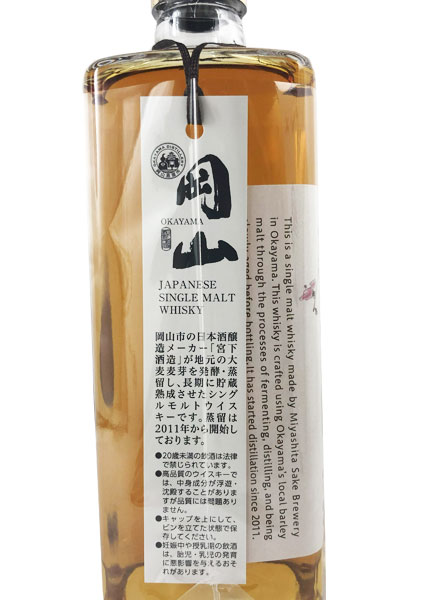 岡山
OKAYAMA
JAPANESE
SINGLE MALT
WHISKY
岡山市の日本酒醸
造メーカー「宮下
酒造」が地元の大
麦麦芽を発酵・蒸
留し、長期に貯蔵
熟成させたシング
ルモルトウイス
キーです。蒸留は
2011年から開始し
ております。
●20歳未満の飲酒は法律
で禁じられています。
●高品質のウイスキーで
は、中身成分が浮遊・
沈殿することがありま
すが品質には問題あり
ません。
●キャップを上にして、
ビンを立てた状態で保
存してください。
●妊娠中や授乳期の飲酒
は、胎児・乳児の発育
に悪影響を与えるおそ
れがあります。
This is a single malt whisky made by Miyashita Sake Brewery
in Okayama. This whisky is crafted using Okayama's local barley
malt through the processes of fermenting, distilling, and being
slowly aged before bottling. It has started distillation since 2011.